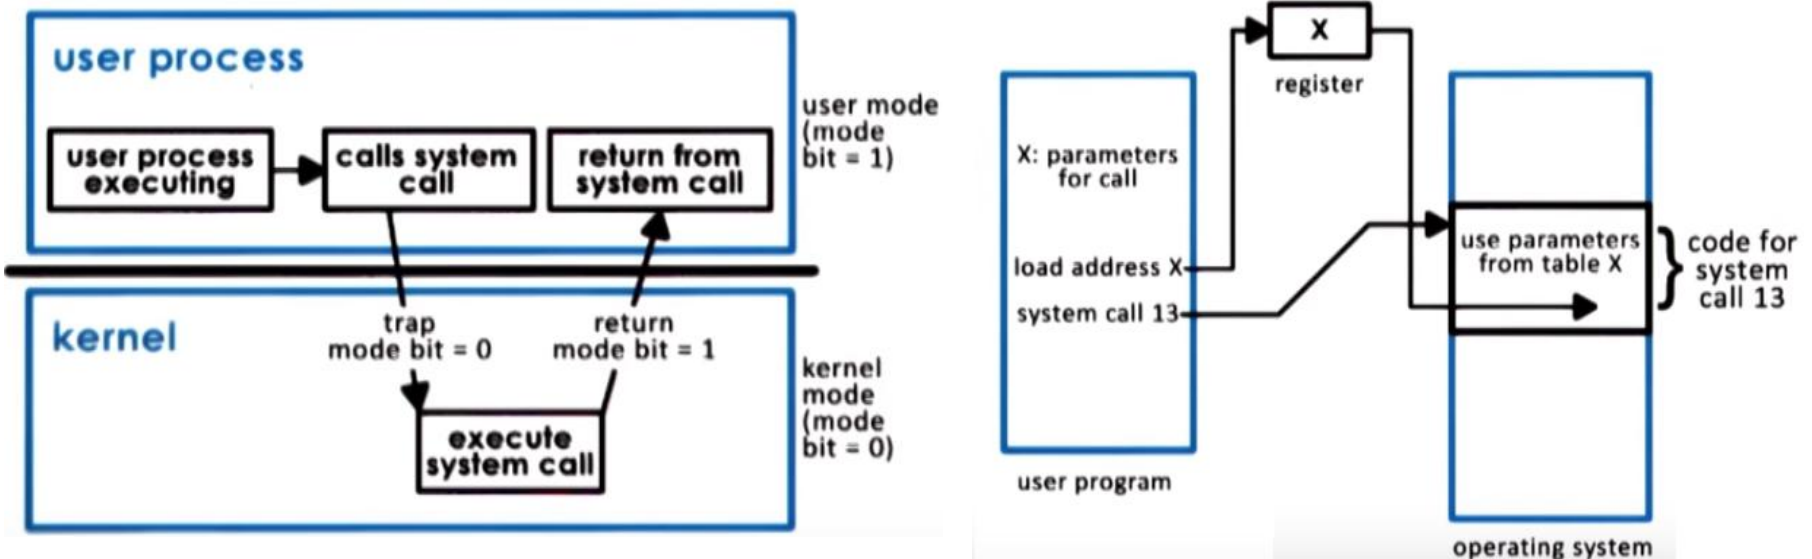 user process
user process
executing
calls system
call
return from
system call
user mode
(mode
bit = 1)
kernel
trap
mode bit = 0
return
mode bit = 1
execute
system call
kernel
mode
(mode
bit = 0)
X
register
X: parameters
for call
load address X
system call 13
user program
use parameters
from table X
code for
system
call 13
operating system